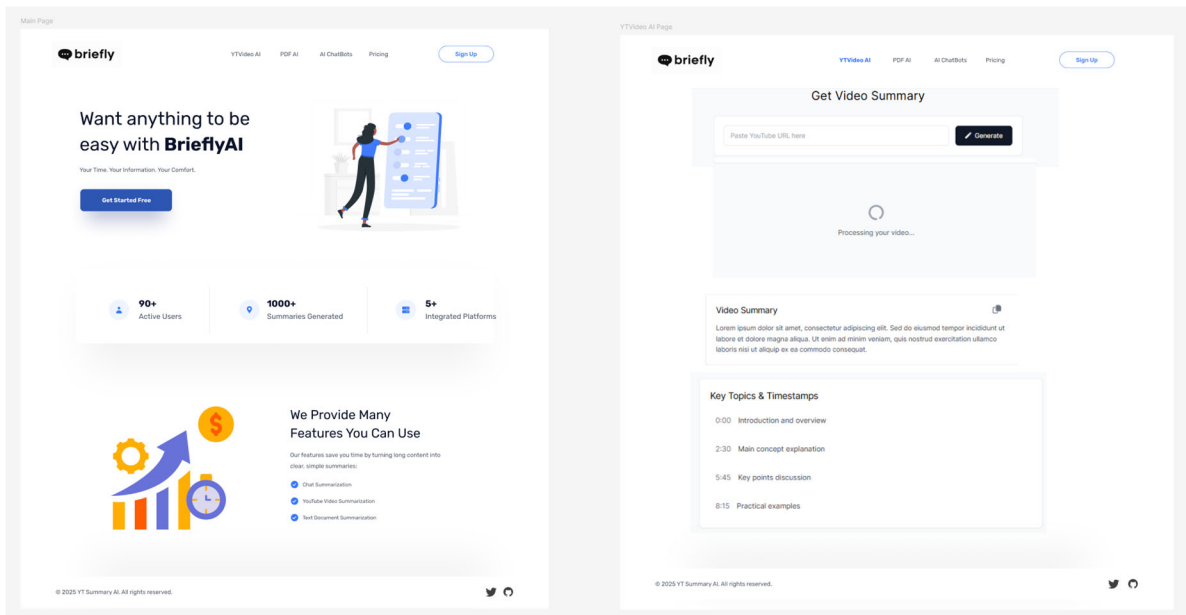 Main Page
briefly
YTVideo AI
PDF AI
AI ChatBots
Pricing
Sign Up
Want anything to be
easy with BrieflyAI
Your Time. Your Information. Your Comfort.
Get Started Free
90+
Active Users
1000+
Summaries Generated
5+
Integrated Platforms
We Provide Many
Features You Can Use
Our features save you time by turning long content into
clear, simple summaries:
Chat Summarization
YouTube Video Summarization
Text Document Summarization
© 2025 YT Summary AI. All rights reserved.
YTVideo AI Page
briefly
YTVideo AI
PDF AI
AI ChatBots
Pricing
Sign Up
Get Video Summary
Paste YouTube URL here
Generate
Processing your video...
Video Summary
Lorem ipsum dolor sit amet, consectetur adipiscing elit. Sed do eiusmod tempor incididunt ut
labore et dolore magna aliqua. Ut enim ad minim veniam, quis nostrud exercitation ullamco
laboris nisi ut aliquip ex ea commodo consequat.
Key Topics & Timestamps
0:00 Introduction and overview
2:30 Main concept explanation
5:45 Key points discussion
8:15 Practical examples
© 2025 YT Summary AI. All rights reserved.